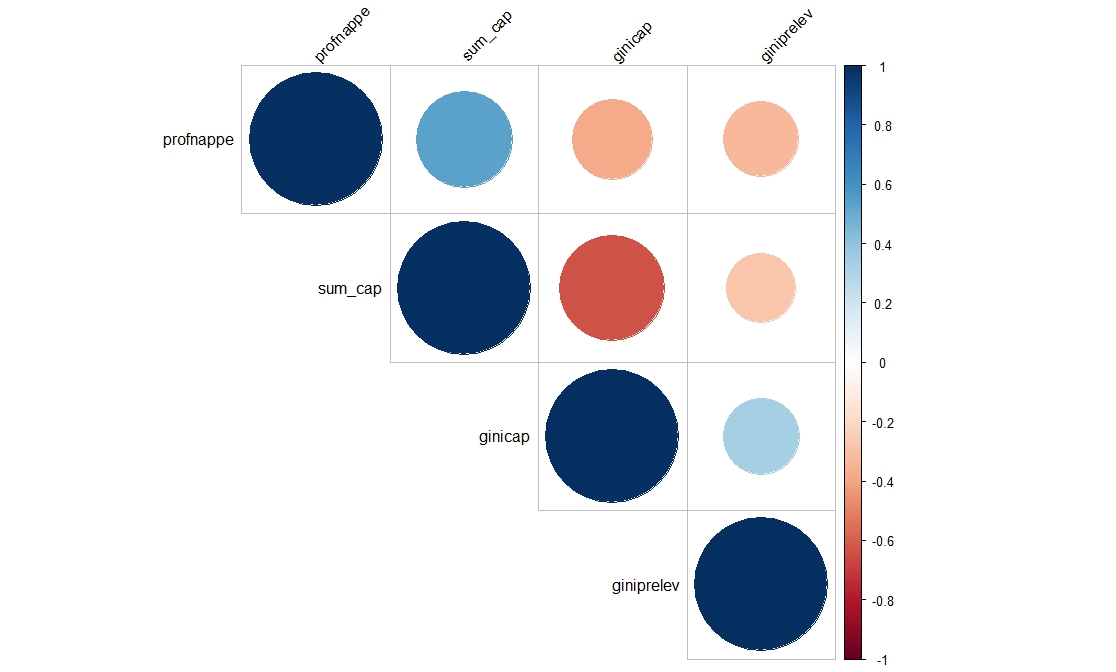 profnappe
sum_cap
ginicap
giniprelev
profnappe
sum_cap
ginicap
giniprelev
1
0.8
0.6
0.4
0.2
0
-0.2
-0.4
-0.6
-0.8
-1